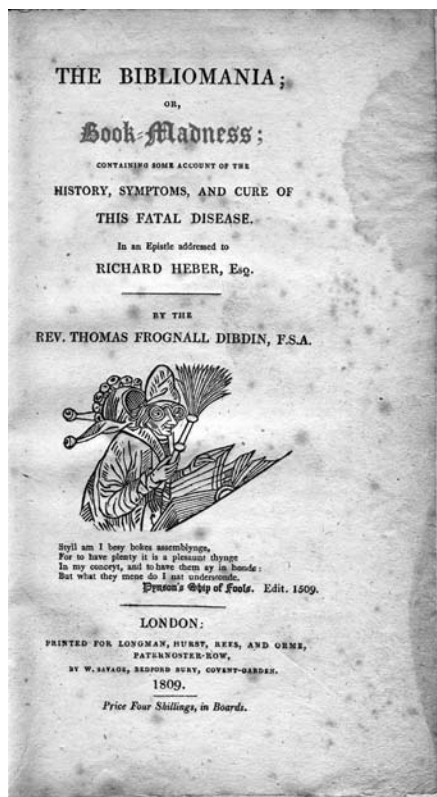 THE BIBLIOMANIA;
OR,
Book-Madness;
CONTAINING SOME ACCOUNT OF THE
HISTORY, SYMPTOMS, AND CURE OF
THIS FATAL DISEASE.
In an Epistle addressed to
RICHARD HEBER, Esq.
BY THE
REV. THOMAS FROGNALL DIBDIN, F.S.A.
Styll am I besy bokes assemblynge,
For to have plenty it is a plesaunt thynge
In my conceyt, and to have them ay in honde:
But what they mene do I nat understonde.
Pynson's Ship of Fools. Edit. 1509.
LONDON:
PRINTED FOR LONGMAN, HURST, REES, AND ORME,
PATERNOSTER-ROW,
BY W. SAVAGE, BEDFORD BURY, COVENT-GARDEN.
1809.
Price Four Shillings, in Boards.